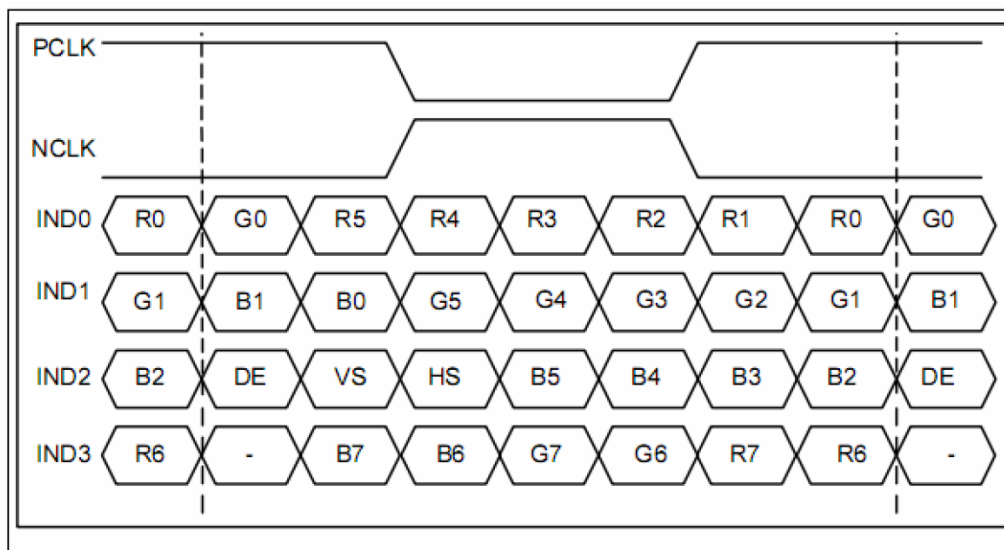 PCLK
NCLK
IND0 R0 G0 R5 R4 R3 R2 R1 R0 G0
IND1 G1 B1 B0 G5 G4 G3 G2 G1 B1
IND2 B2 DE VS HS B5 B4 B3 B2 DE
IND3 R6 - B7 B6 G7 G6 R7 R6 -